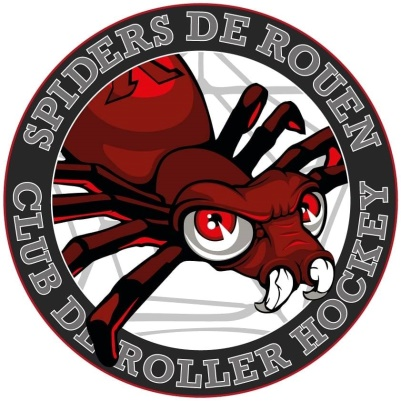 SPIDERS DE ROUEN
CLUB DE ROLLER HOCKEY